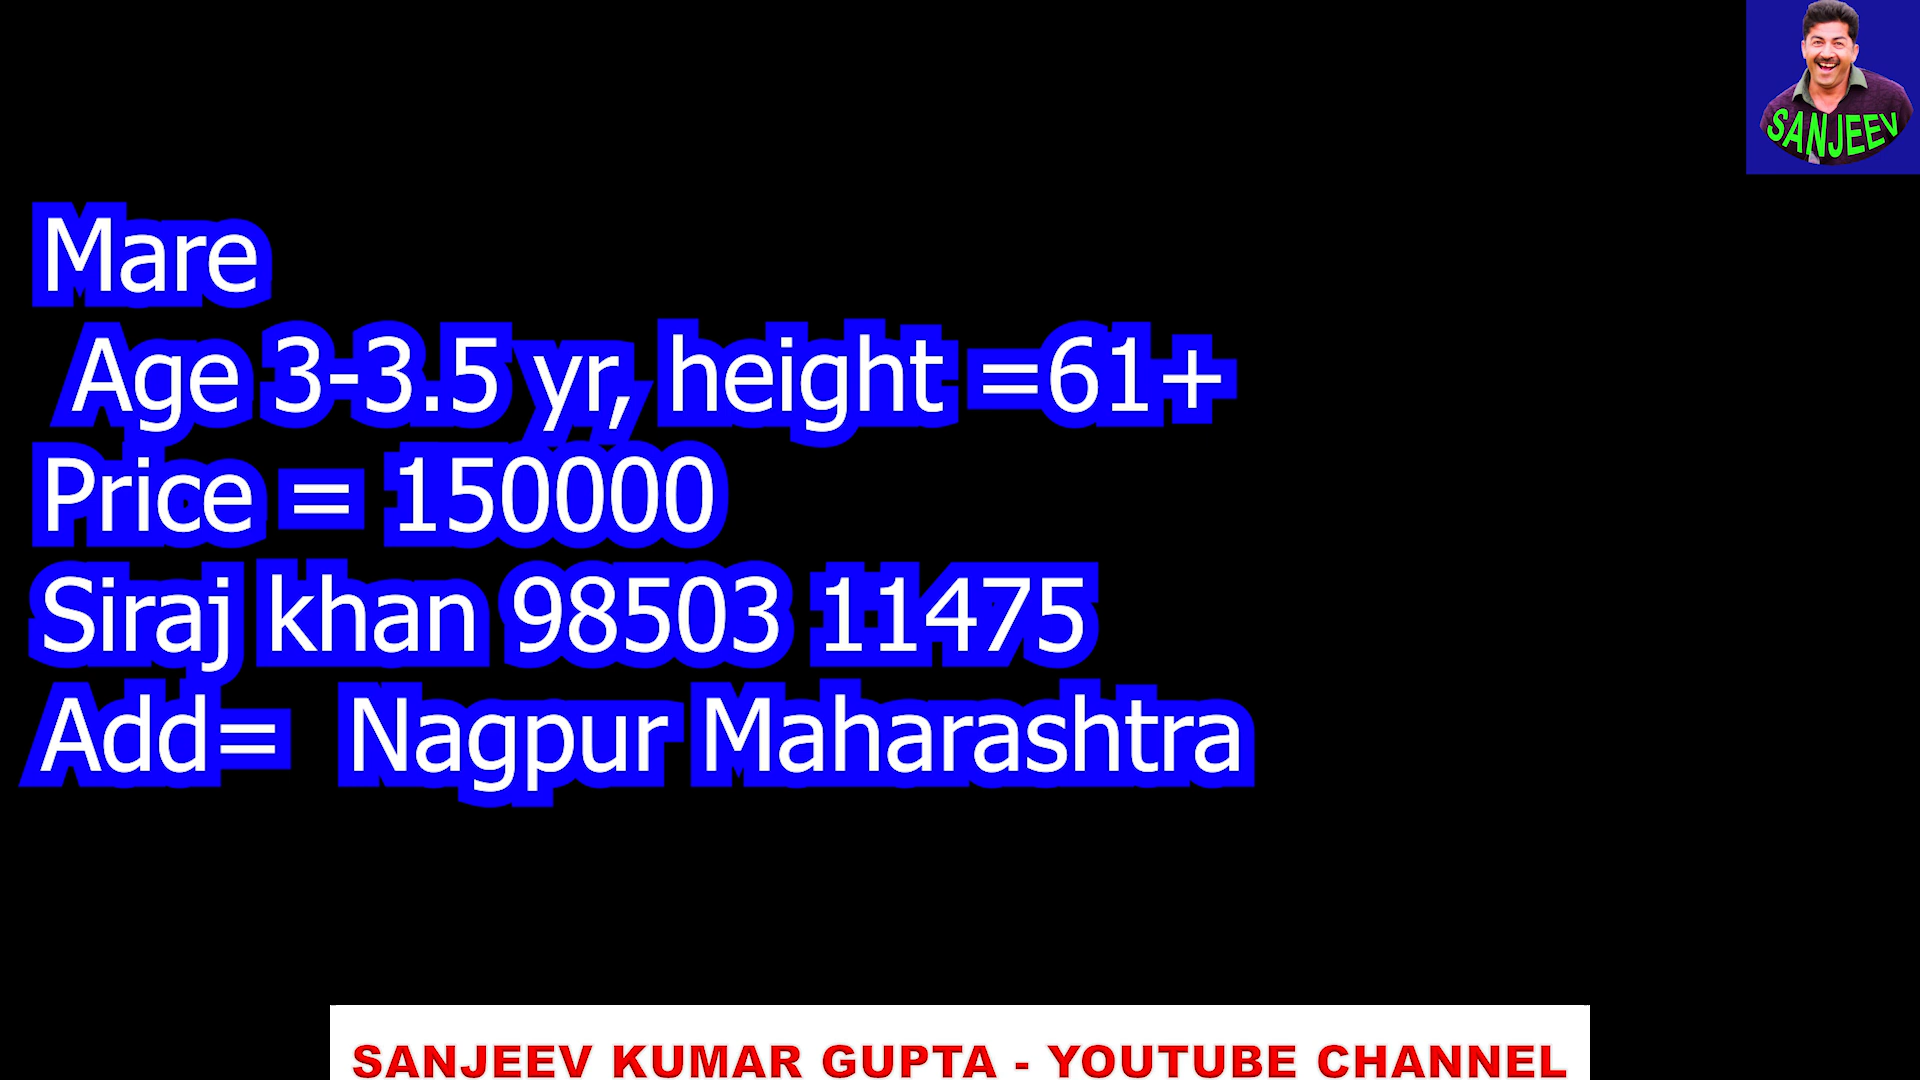 SANJEEV
Mare
Age 3-3.5 yr, height =61+
Price = 150000
Siraj khan 98503 11475
Add= Nagpur Maharashtra
SANJEEV KUMAR GUPTA - YOUTUBE CHANNEL